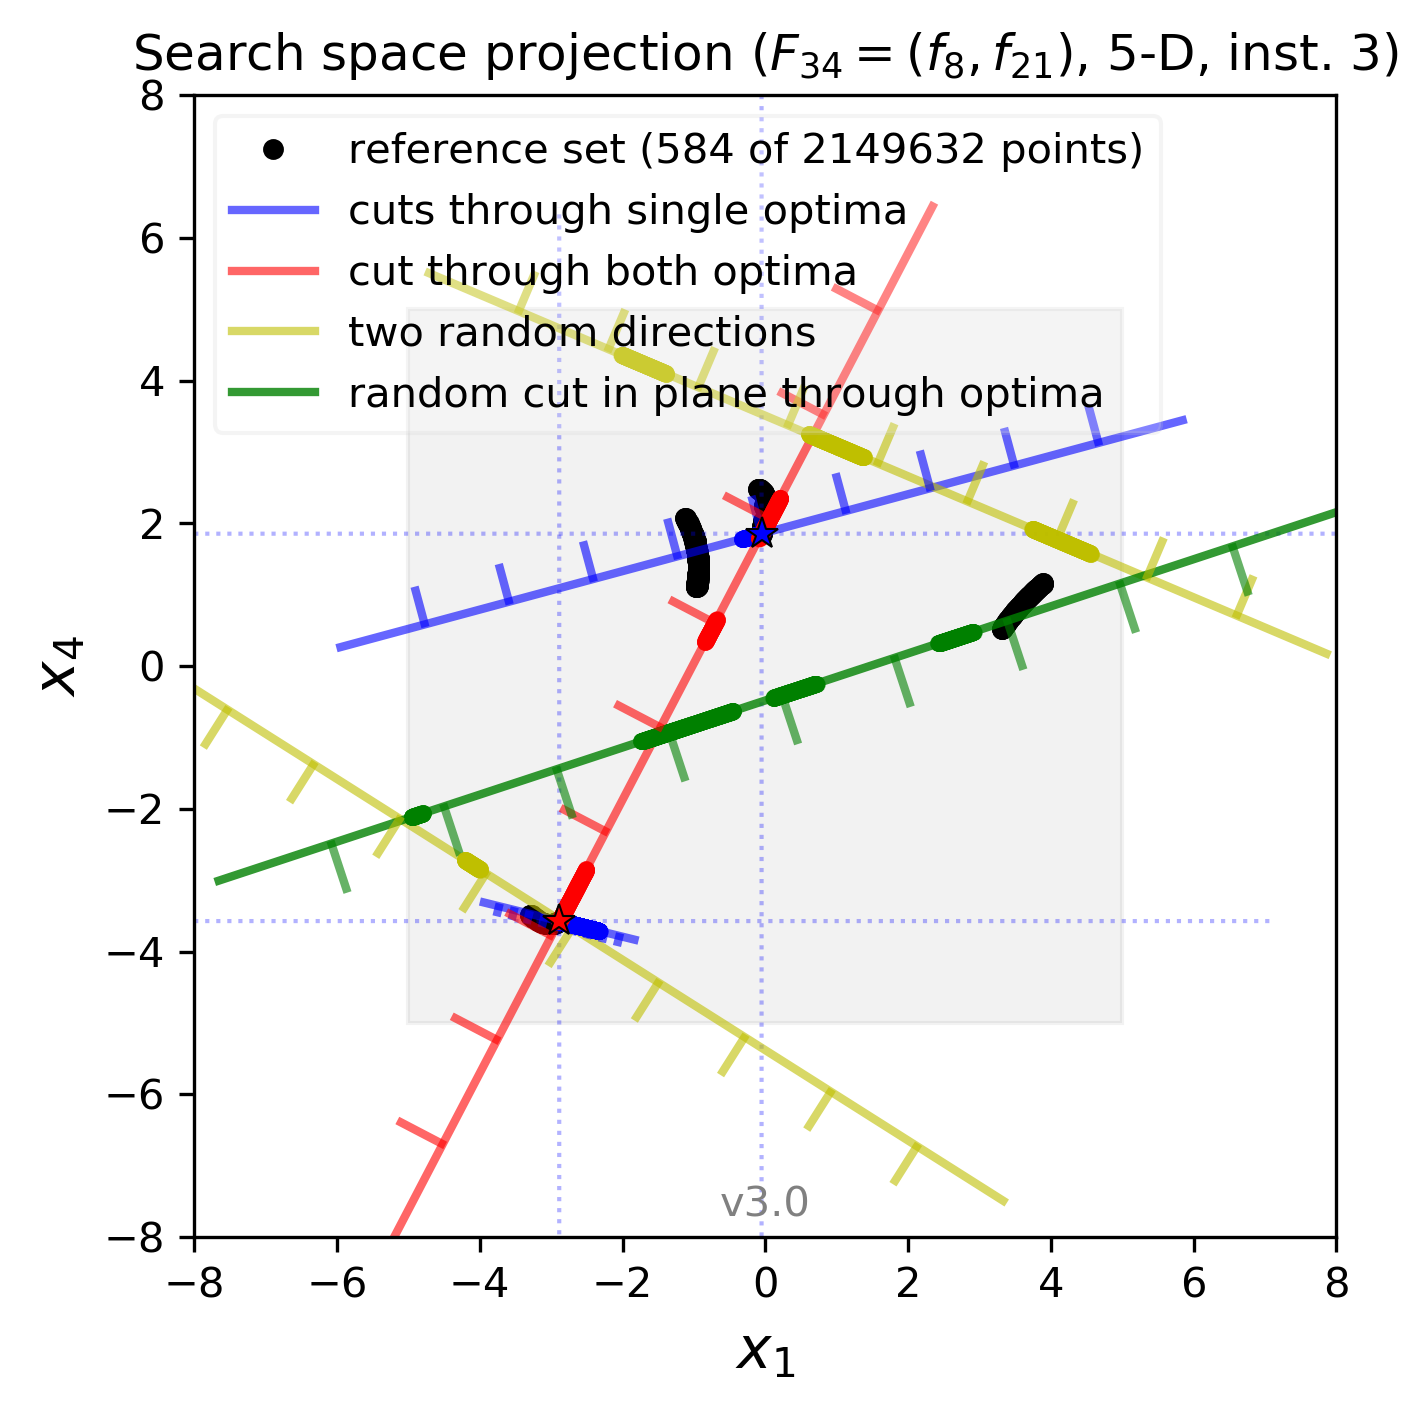 Search space projection (F₃₄ = (f₈, f₂₁), 5-D, inst. 3)
reference set (584 of 2149632 points)
cuts through single optima
cut through both optima
two random directions
random cut in plane through optima
8
6
4
2
0
−2
−4
−6
−8
x₄
v3.0
−8 −6 −4 −2 0 2 4 6 8
x₁